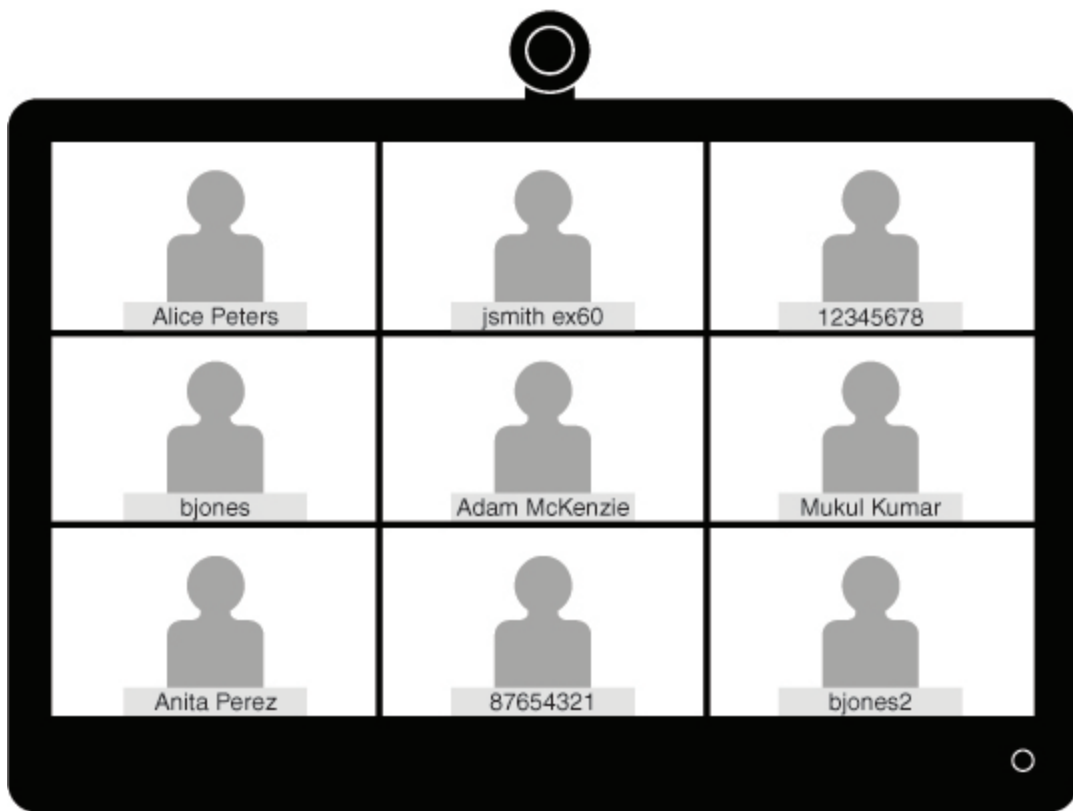 Alice Peters
jsmith ex60
12345678
bjones
Adam McKenzie
Mukul Kumar
Anita Perez
87654321
bjones2